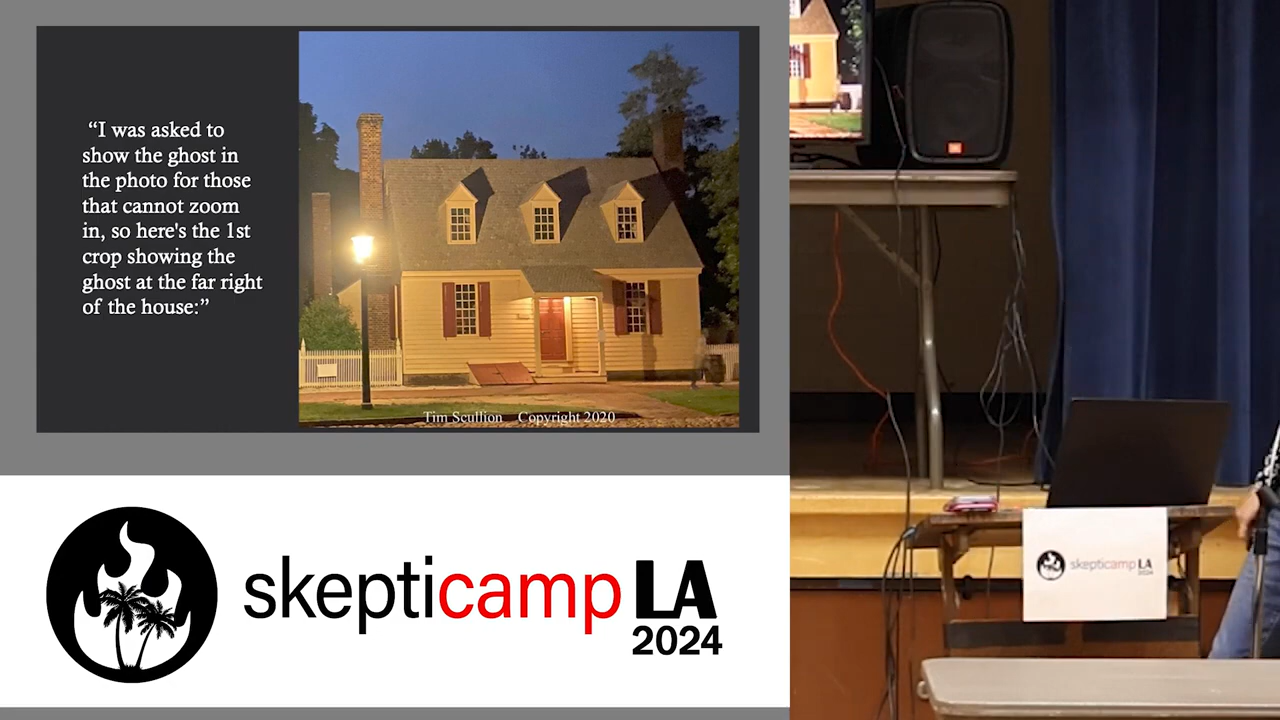 “I was asked to
show the ghost in
the photo for those
that cannot zoom
in, so here's the 1st
crop showing the
ghost at the far right
of the house:”
Tim Scullion Copyright 2020
skepticamp LA
2024
skepticamp LA
2024